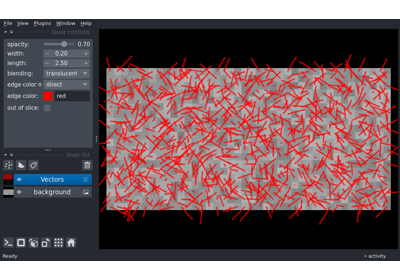 File View Plugins Window Help
layer controls
opacity: 0.70
width: 0.20
length: 2.50
blending: translucent
edge color m direct
edge color: red
out of slice:
layer list
Vectors
background
Ready
activity